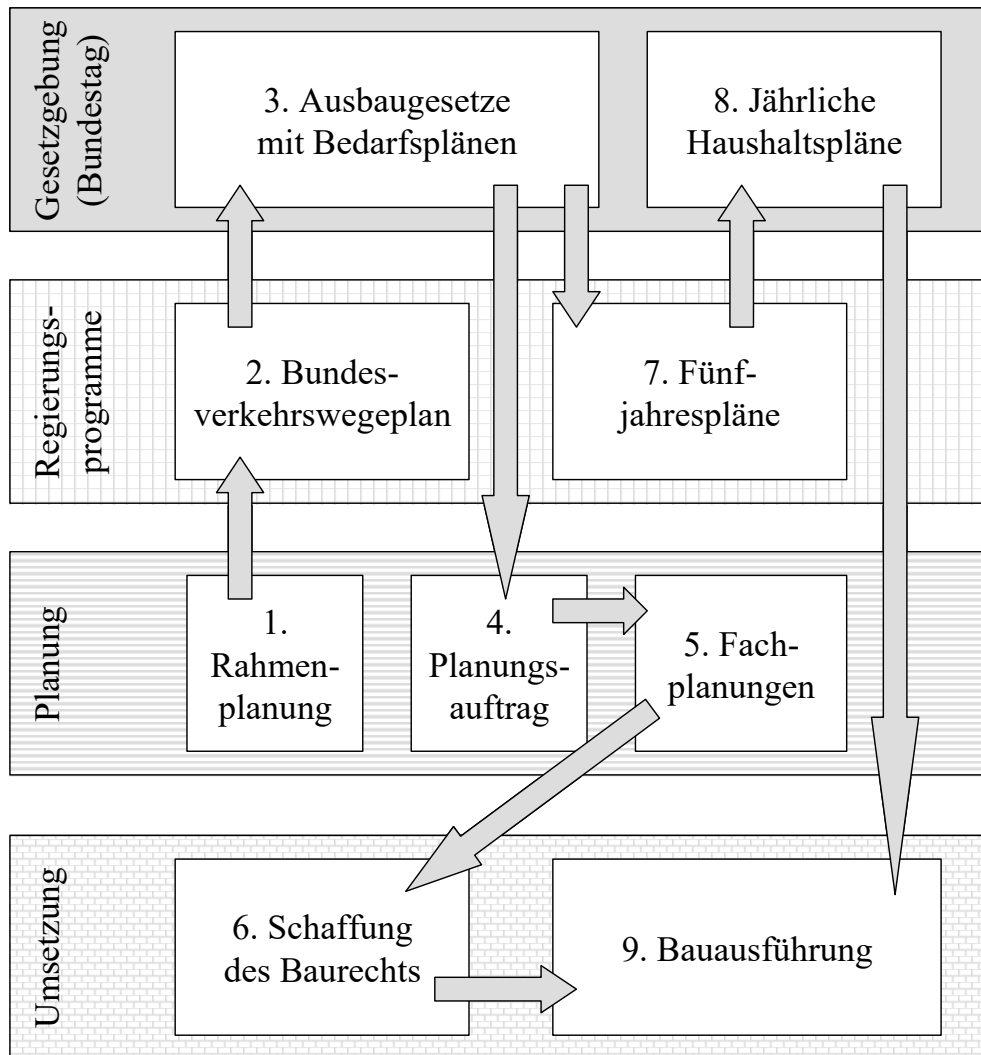 Gesetzgebung
(Bundestag)
3. Ausbaugesetze
mit Bedarfsplänen
8. Jährliche
Haushaltspläne
Regierungs-
programme
2. Bundes-
verkehrswegeplan
7. Fünf-
jahrespläne
Planung
1.
Rahmen-
planung
4.
Planungs-
auftrag
5. Fach-
planungen
Umsetzung
6. Schaffung
des Baurechts
9. Bauausführung